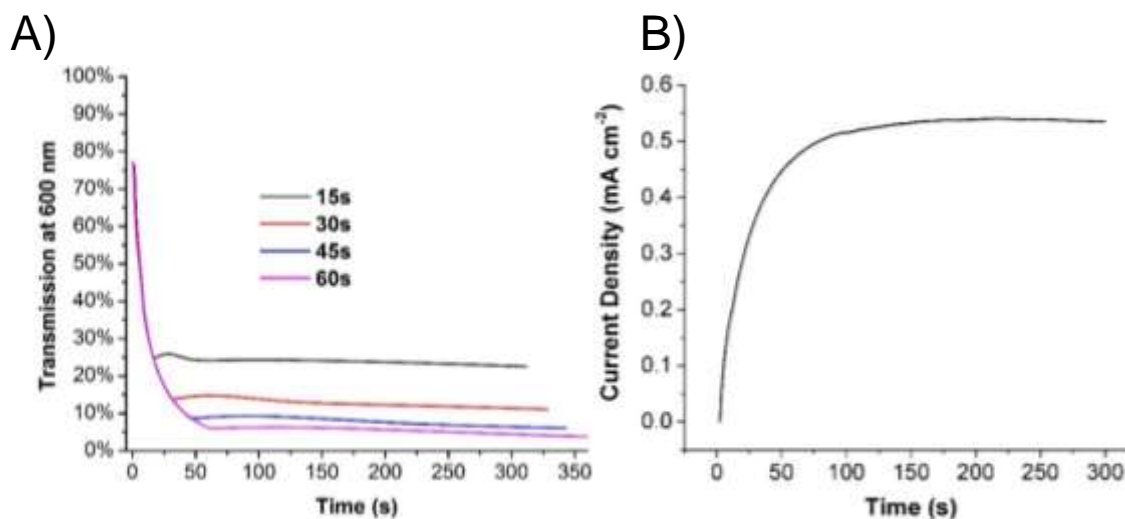 A)
Transmission at 600 nm
100%
90%
80%
70%
60%
50%
40%
30%
20%
10%
0%
15s
30s
45s
60s
0 50 100 150 200 250 300 350
Time (s)
B)
Current Density (mA cm⁻²)
0.6
0.5
0.4
0.3
0.2
0.1
0.0
0 50 100 150 200 250 300
Time (s)